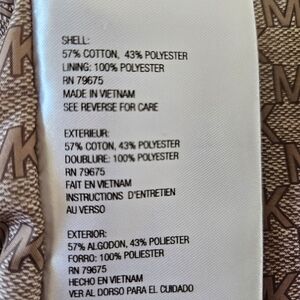 SHELL:
57% COTTON, 43% POLYESTER
LINING: 100% POLYESTER
RN 79675
MADE IN VIETNAM
SEE REVERSE FOR CARE
EXTERIEUR:
57% COTON, 43% POLYESTER
DOUBLURE: 100% POLYESTER
RN 79675
FAIT EN VIETNAM
INSTRUCTIONS D'ENTRETIEN
AU VERSO
EXTERIOR:
57% ALGODON, 43% POLIESTER
FORRO: 100% POLIESTER
RN 79675
HECHO EN VIETNAM
VER AL DORSO PARA EL CUIDADO